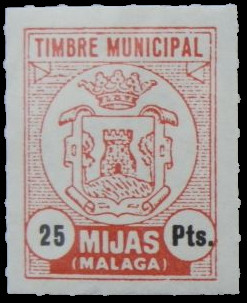 TIMBRE MUNICIPAL
25 MIJAS Pts.
(MALAGA)